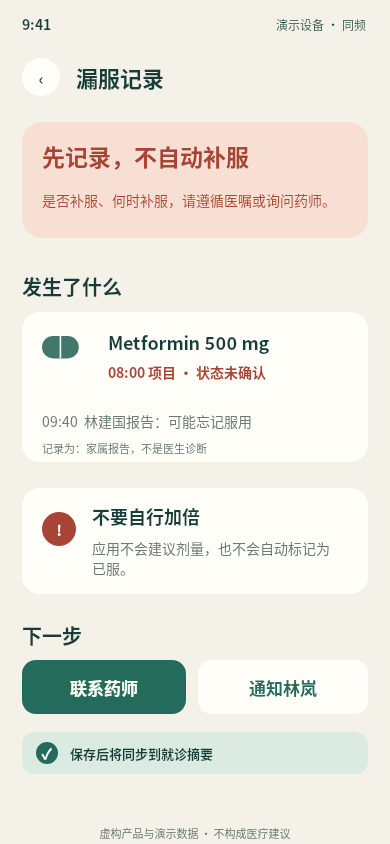 9:41
演示设备 · 同频
‹
漏服记录
先记录，不自动补服
是否补服、何时补服，请遵循医嘱或询问药师。
发生了什么
Metformin 500 mg
08:00 项目 · 状态未确认
09:40 林建国报告：可能忘记服用
记录为：家属报告，不是医生诊断
!
不要自行加倍
应用不会建议剂量，也不会自动标记为
已服。
下一步
联系药师
通知林岚
✓ 保存后将同步到就诊摘要
虚构产品与演示数据 · 不构成医疗建议